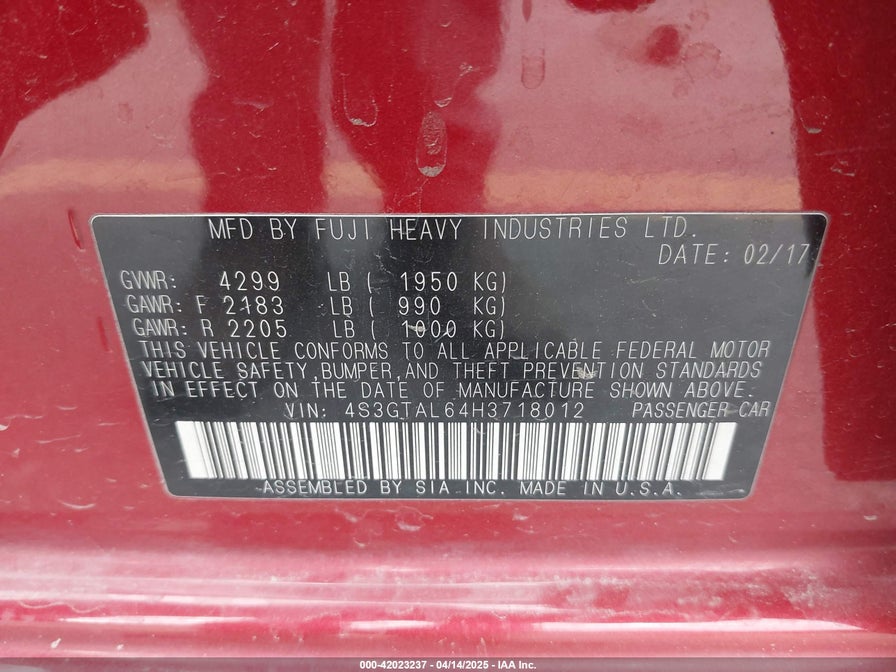 MFD BY FUJI HEAVY INDUSTRIES LTD.
DATE: 02/17
GVWR: 4299 LB ( 1950 KG)
GAWR: F 2183 LB ( 990 KG)
GAWR: R 2205 LB ( 1000 KG)
THIS VEHICLE CONFORMS TO ALL APPLICABLE FEDERAL MOTOR
VEHICLE SAFETY, BUMPER, AND THEFT PREVENTION STANDARDS
IN EFFECT ON THE DATE OF MANUFACTURE SHOWN ABOVE.
VIN: 4S3GTAL64H3718012 PASSENGER CAR
ASSEMBLED BY SIA INC. MADE IN U.S.A.
000-42023237 - 04/14/2025 - IAA Inc.